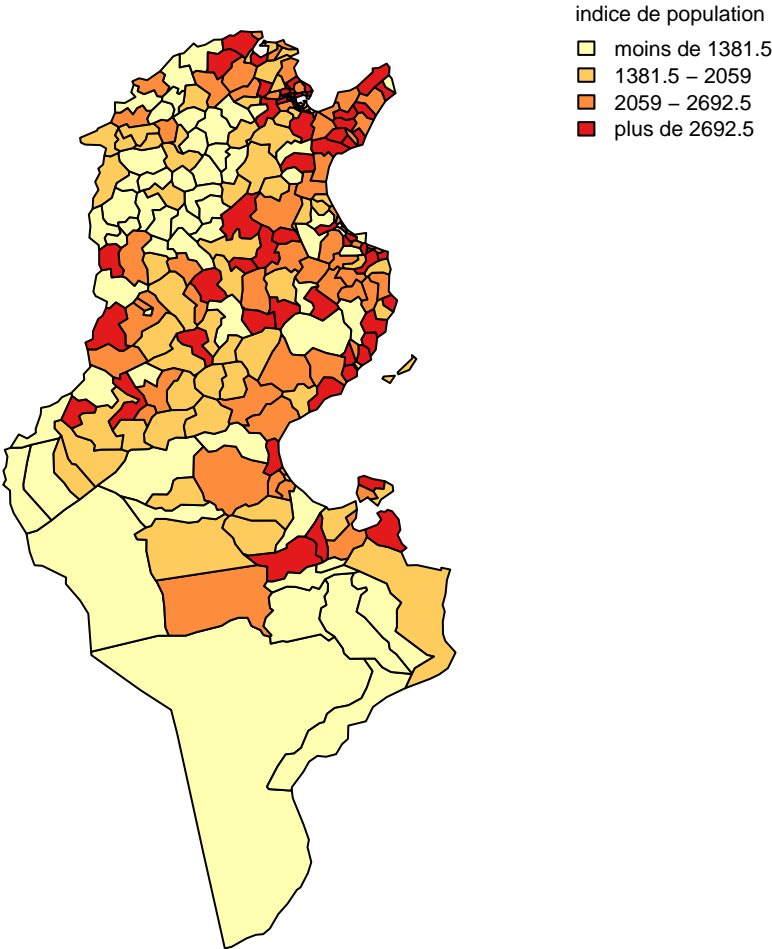 indice de population
moins de 1381.5
1381.5 – 2059
2059 – 2692.5
plus de 2692.5